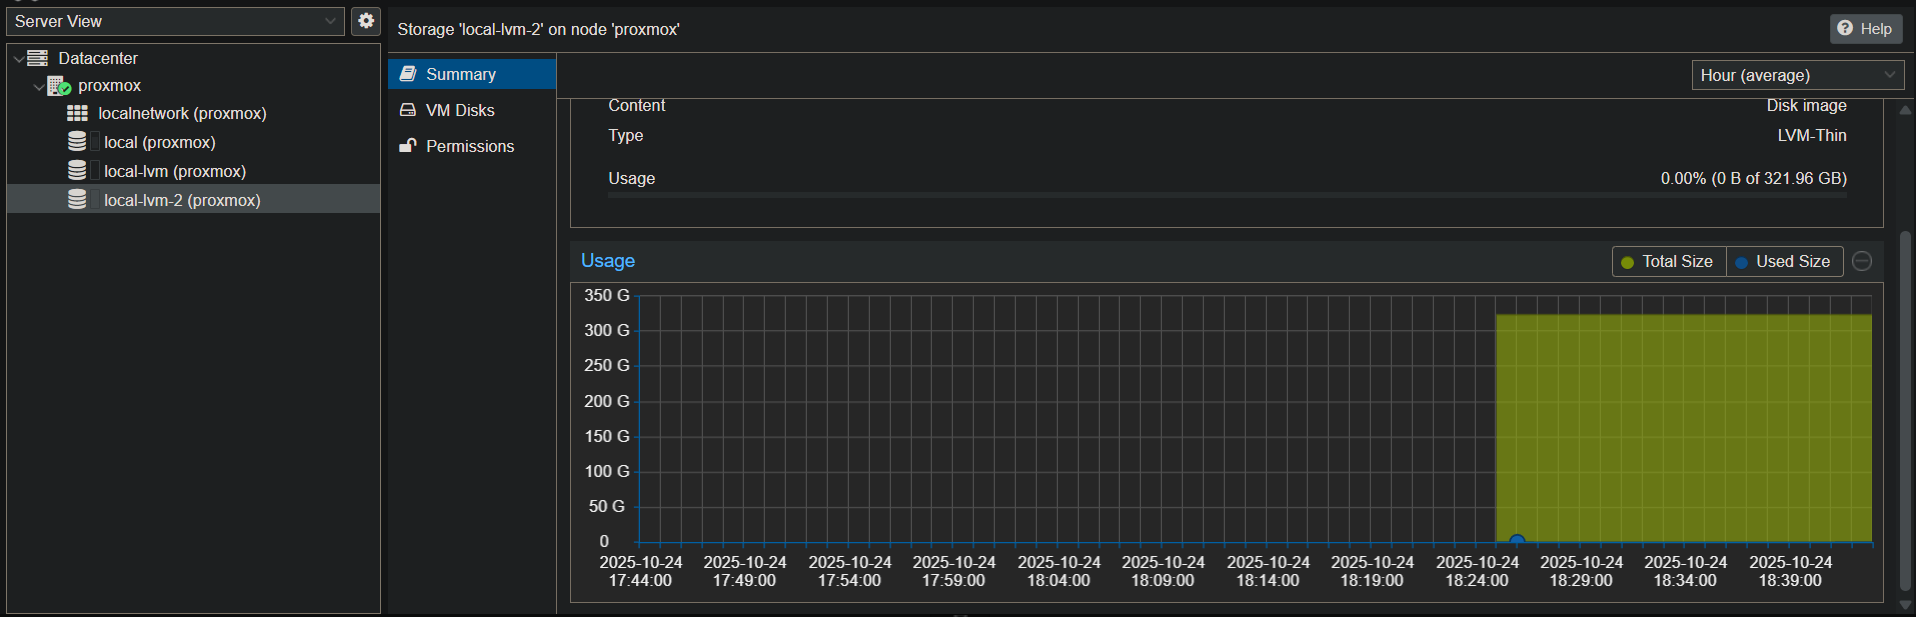 Server View
Datacenter
proxmox
localnetwork (proxmox)
local (proxmox)
local-lvm (proxmox)
local-lvm-2 (proxmox)
Storage 'local-lvm-2' on node 'proxmox'
Help
Summary
VM Disks
Permissions
Hour (average)
Content Disk image
Type LVM-Thin
Usage 0.00% (0 B of 321.96 GB)
Usage
Total Size Used Size
350 G
300 G
250 G
200 G
150 G
100 G
50 G
0
2025-10-24 2025-10-24 2025-10-24 2025-10-24 2025-10-24 2025-10-24 2025-10-24 2025-10-24 2025-10-24 2025-10-24 2025-10-24 2025-10-24
17:44:00 17:49:00 17:54:00 17:59:00 18:04:00 18:09:00 18:14:00 18:19:00 18:24:00 18:29:00 18:34:00 18:39:00